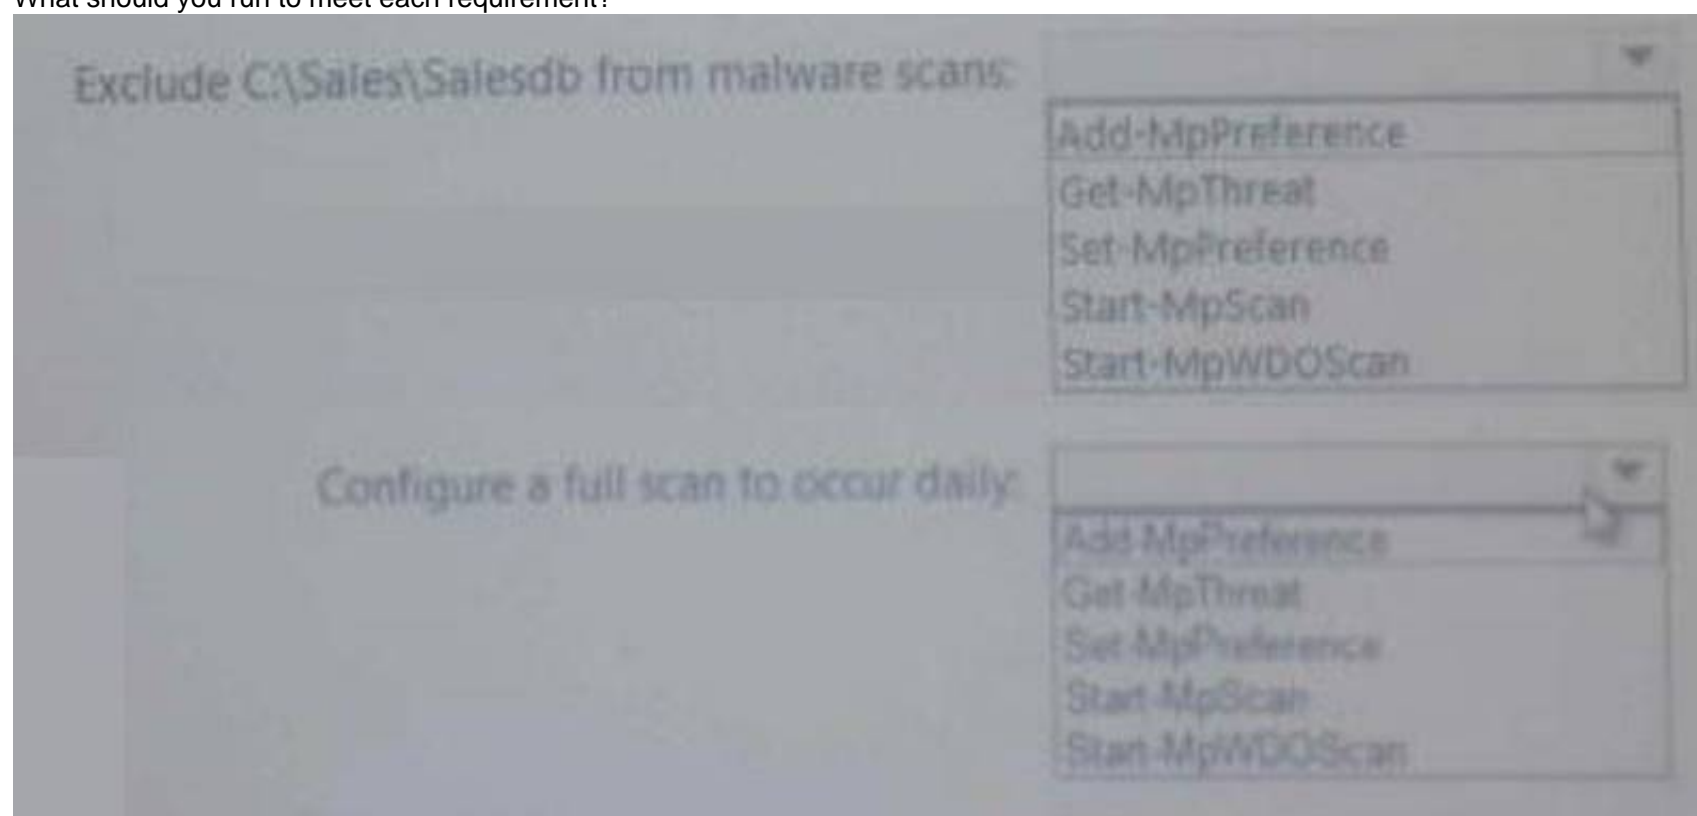 What should you run to meet each requirement?
Exclude C:\Sales\Salesdb from malware scans:
Add-MpPreference
Get-MpThreat
Set-MpPreference
Start-MpScan
Start-MpWDOScan
Configure a full scan to occur daily:
Add-MpPreference
Get-MpThreat
Set-MpPreference
Start-MpScan
Start-MpWDOScan